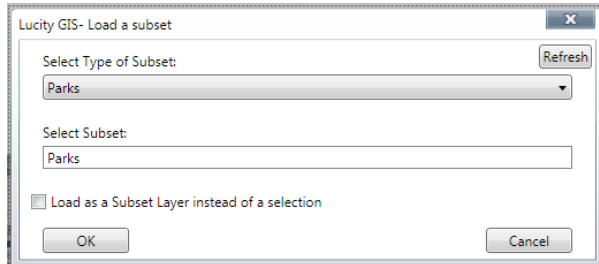 Lucity GIS- Load a subset
x
Refresh
Select Type of Subset:
Parks
Select Subset:
Parks
Load as a Subset Layer instead of a selection
OK
Cancel